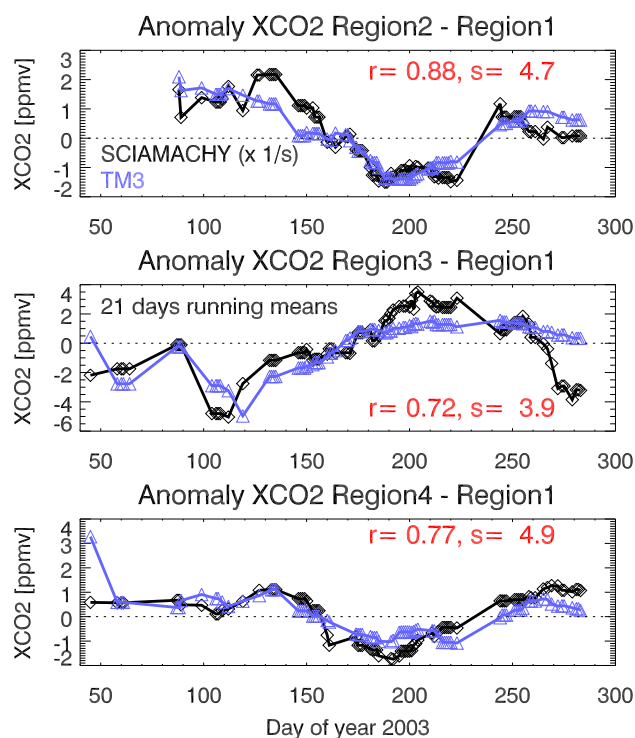 Anomaly XCO2 Region2 - Region1
XCO2 [ppmv]
3
2
1
0
-1
-2
r= 0.88, s= 4.7
SCIAMACHY (x 1/s)
TM3
50 100 150 200 250 300
Anomaly XCO2 Region3 - Region1
XCO2 [ppmv]
4
2
0
-2
-4
-6
21 days running means
r= 0.72, s= 3.9
50 100 150 200 250 300
Anomaly XCO2 Region4 - Region1
XCO2 [ppmv]
4
3
2
1
0
-1
-2
r= 0.77, s= 4.9
50 100 150 200 250 300
Day of year 2003